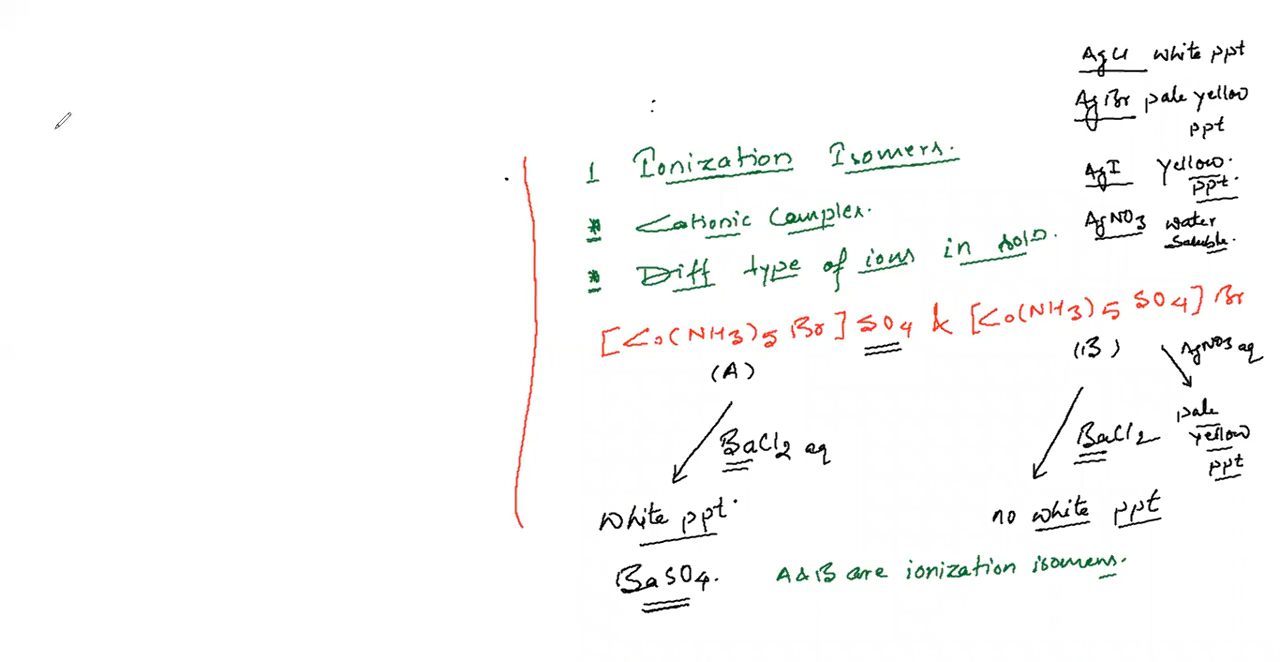 AgCl white ppt
AgBr pale yellow
ppt
AgI yellow.
ppt.
AgNO3 water
soluble.
1 Ionization Isomers.
* Cationic Complex.
* Diff type of ions in soln.
[Co(NH3)5 Br] SO4 & [Co(NH3)5 SO4] Br
(A)
(B)
AgNO3 aq
pale
yellow
ppt
BaCl2 aq
BaCl2
white ppt.
no white ppt
BaSO4.
A & B are ionization isomers.